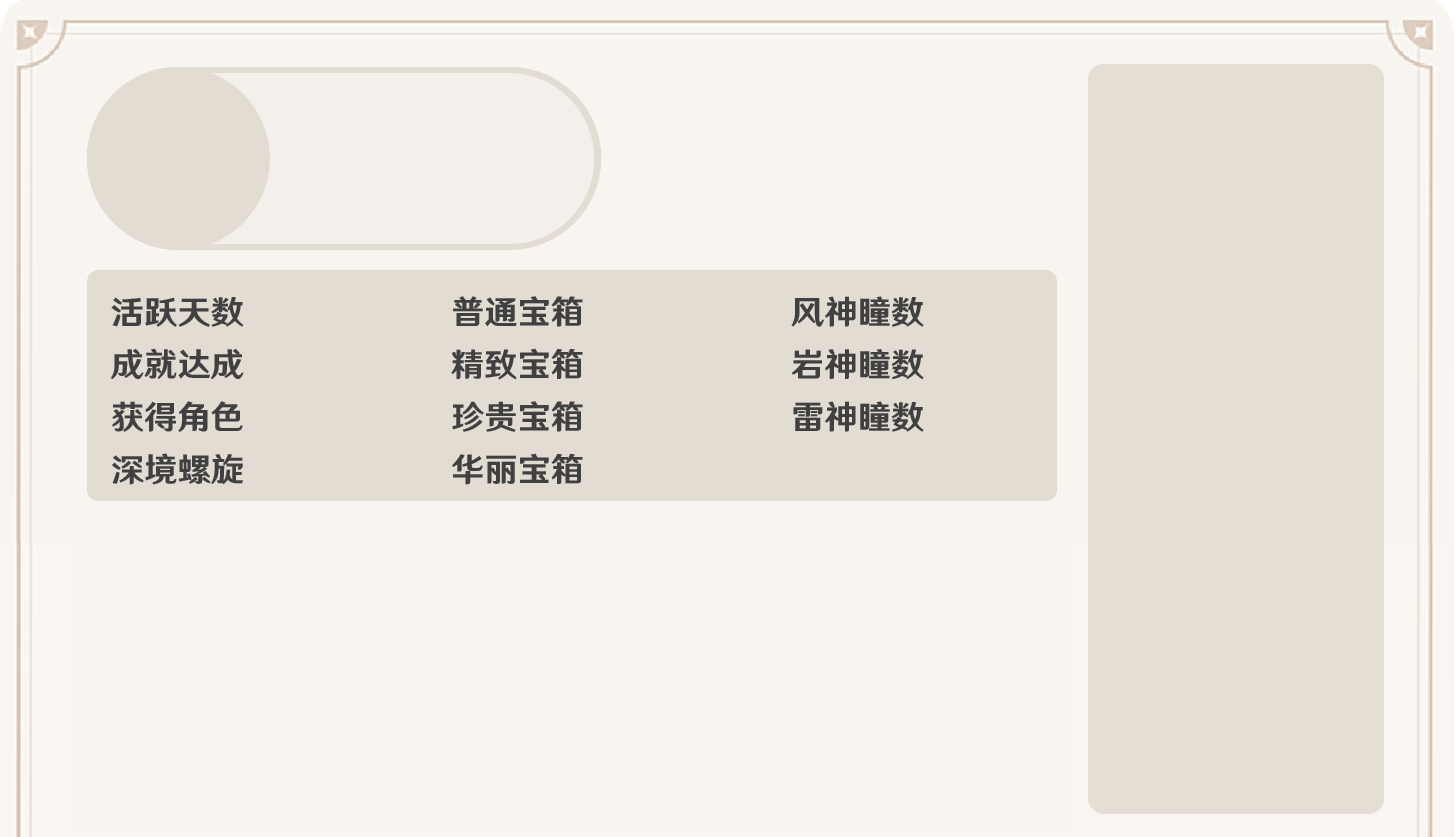 活跃天数 普通宝箱 风神瞳数
成就达成 精致宝箱 岩神瞳数
获得角色 珍贵宝箱 雷神瞳数
深境螺旋 华丽宝箱